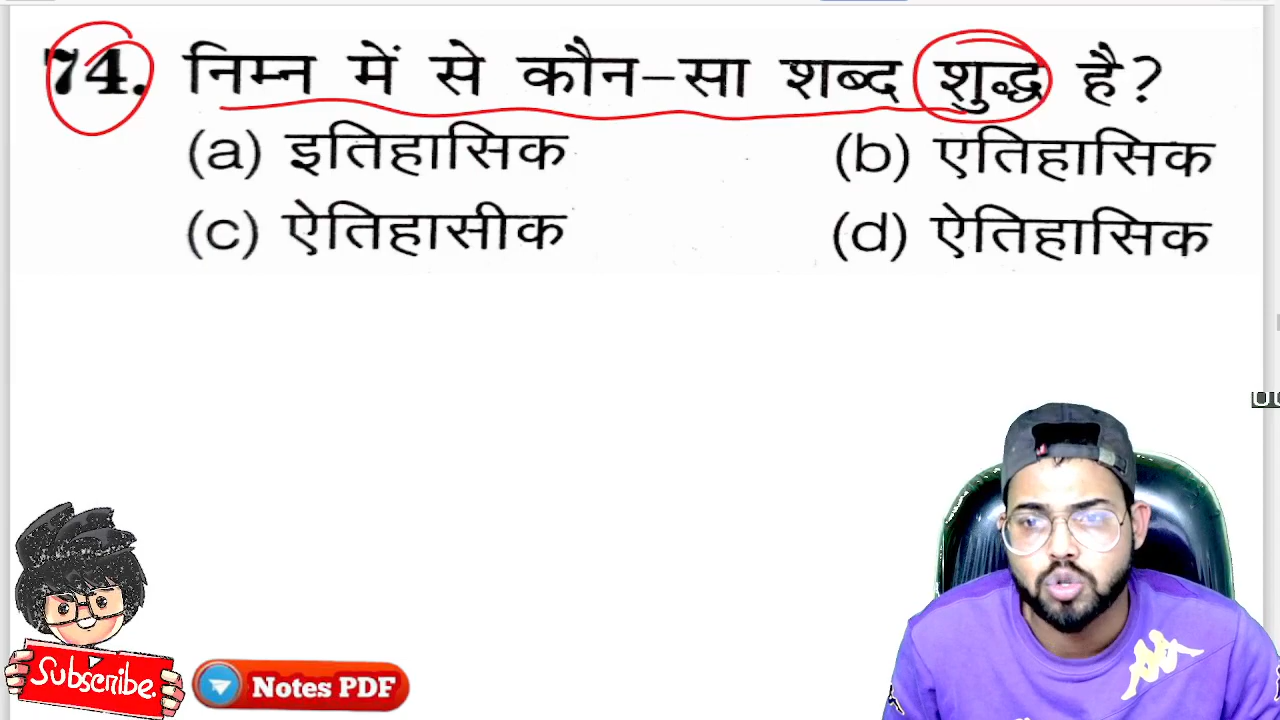 74. निम्न में से कौन-सा शब्द शुद्ध है?
(a) इतिहासिक (b) एतिहासिक
(c) ऐतिहासीक (d) ऐतिहासिक
Subscribe.
Notes PDF